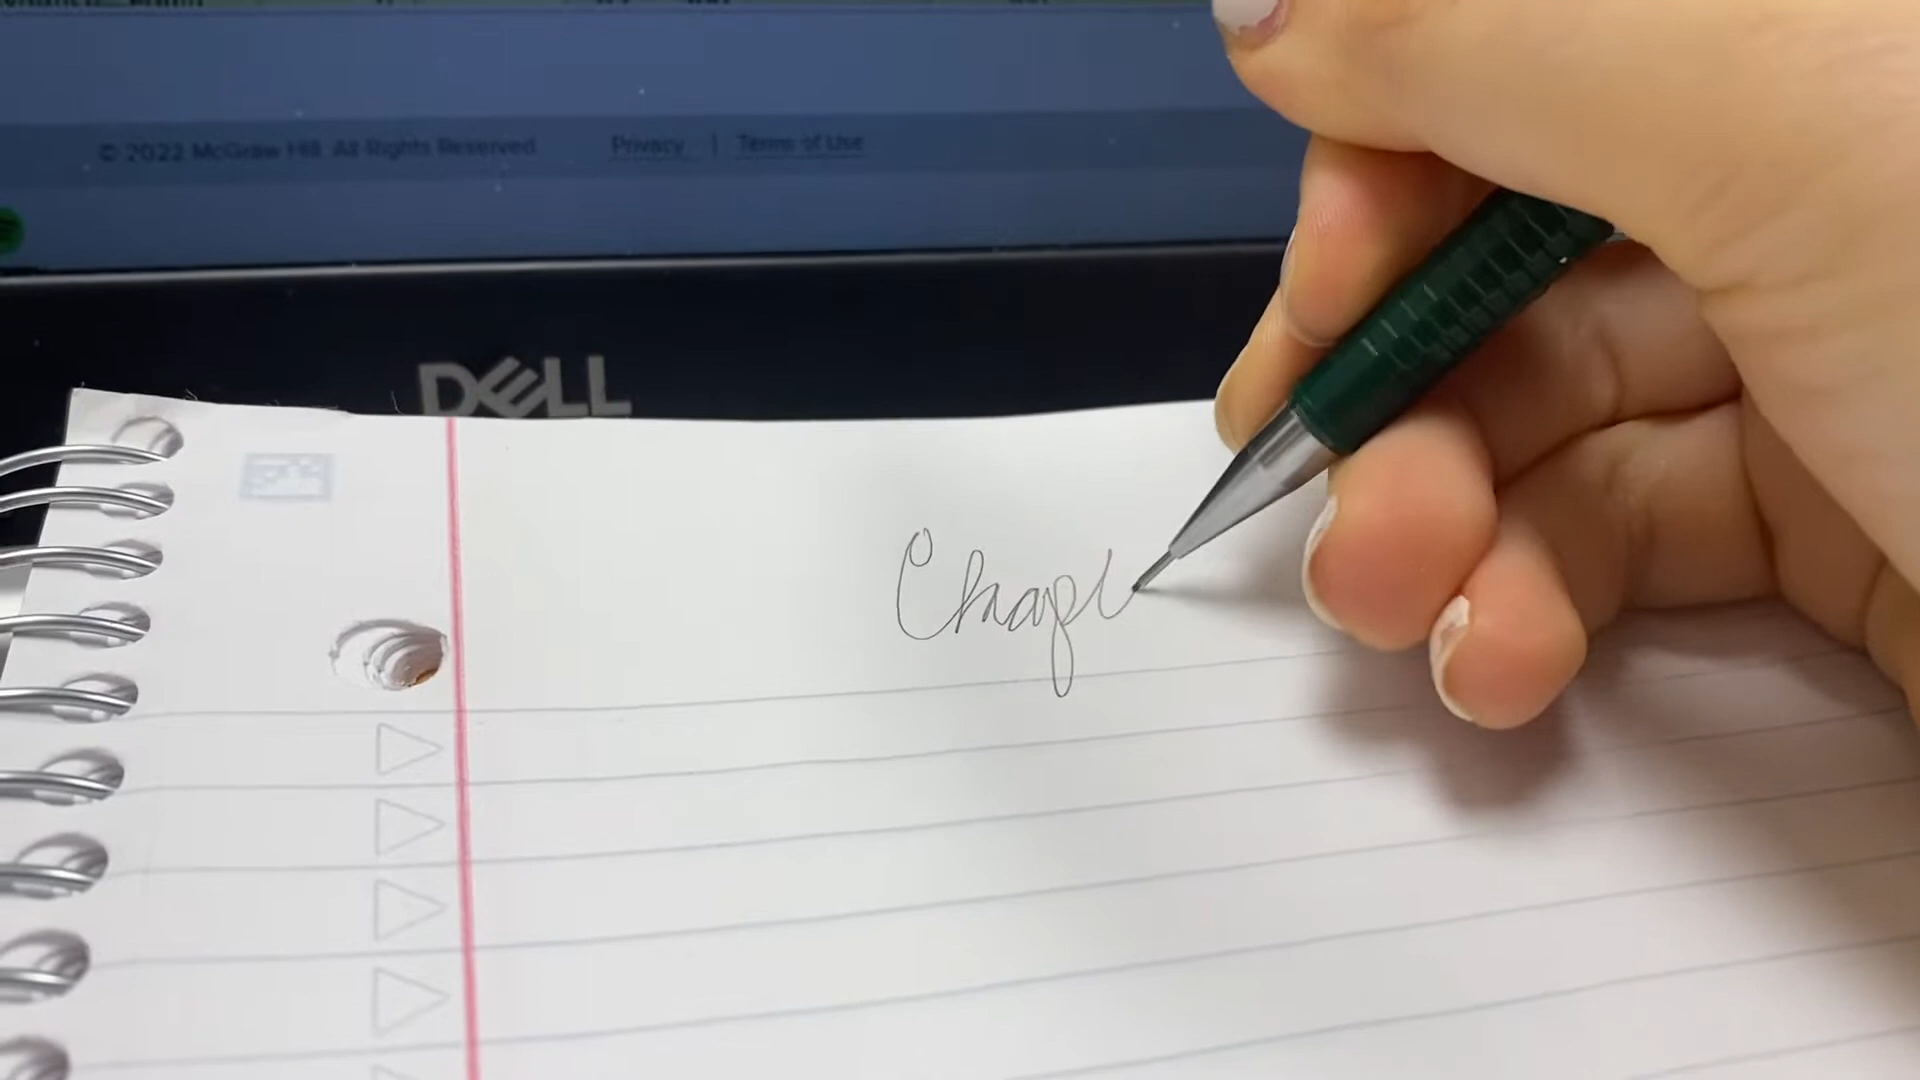 © 2022 McGraw Hill. All Rights Reserved Privacy | Terms of Use
DELL
Chapt